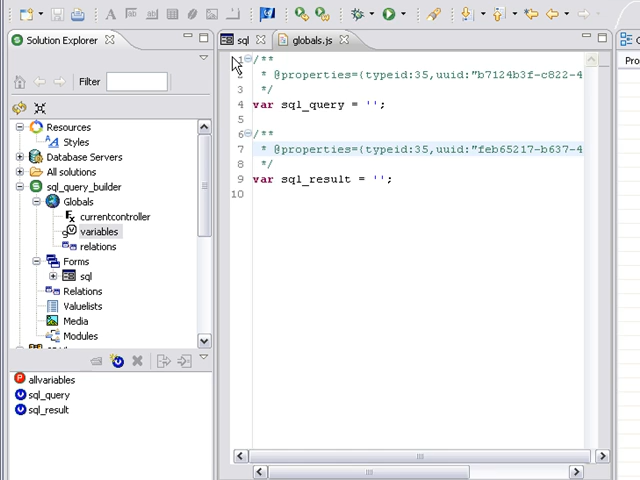 Solution Explorer
Filter
Resources
Styles
Database Servers
All solutions
sql_query_builder
Globals
currentcontroller
variables
relations
Forms
sql
Relations
Valuelists
Media
Modules
allvariables
sql_query
sql_result
sql
globals.js
1 /**
2 * @properties={typeid:35,uuid:"b7124b3f-c822-4
3 */
4 var sql_query = '';
5
6 /**
7 * @properties={typeid:35,uuid:"feb65217-b637-4
8 */
9 var sql_result = '';
10
Pro